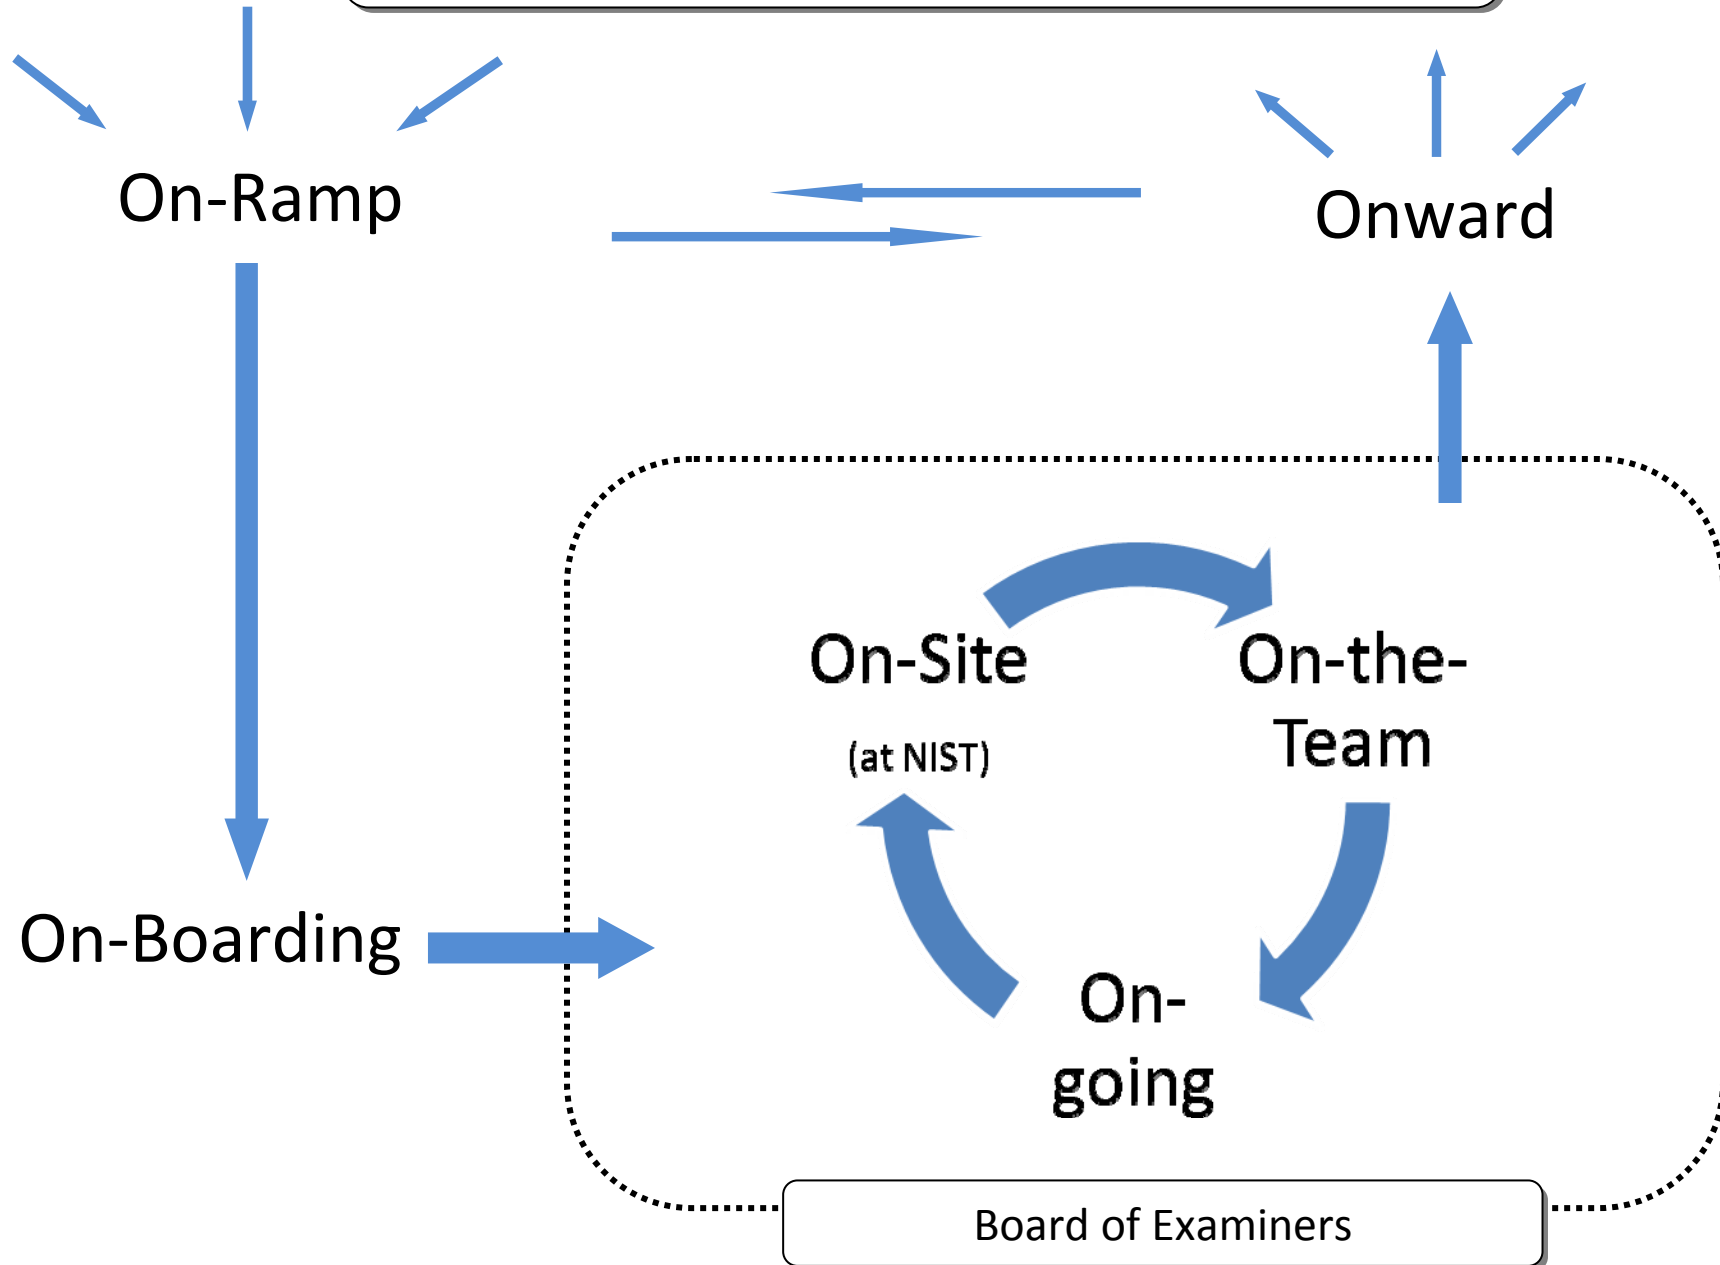 On-Ramp
Onward
On-Site
(at NIST)
On-the-
Team
On-Boarding
On-
going
Board of Examiners